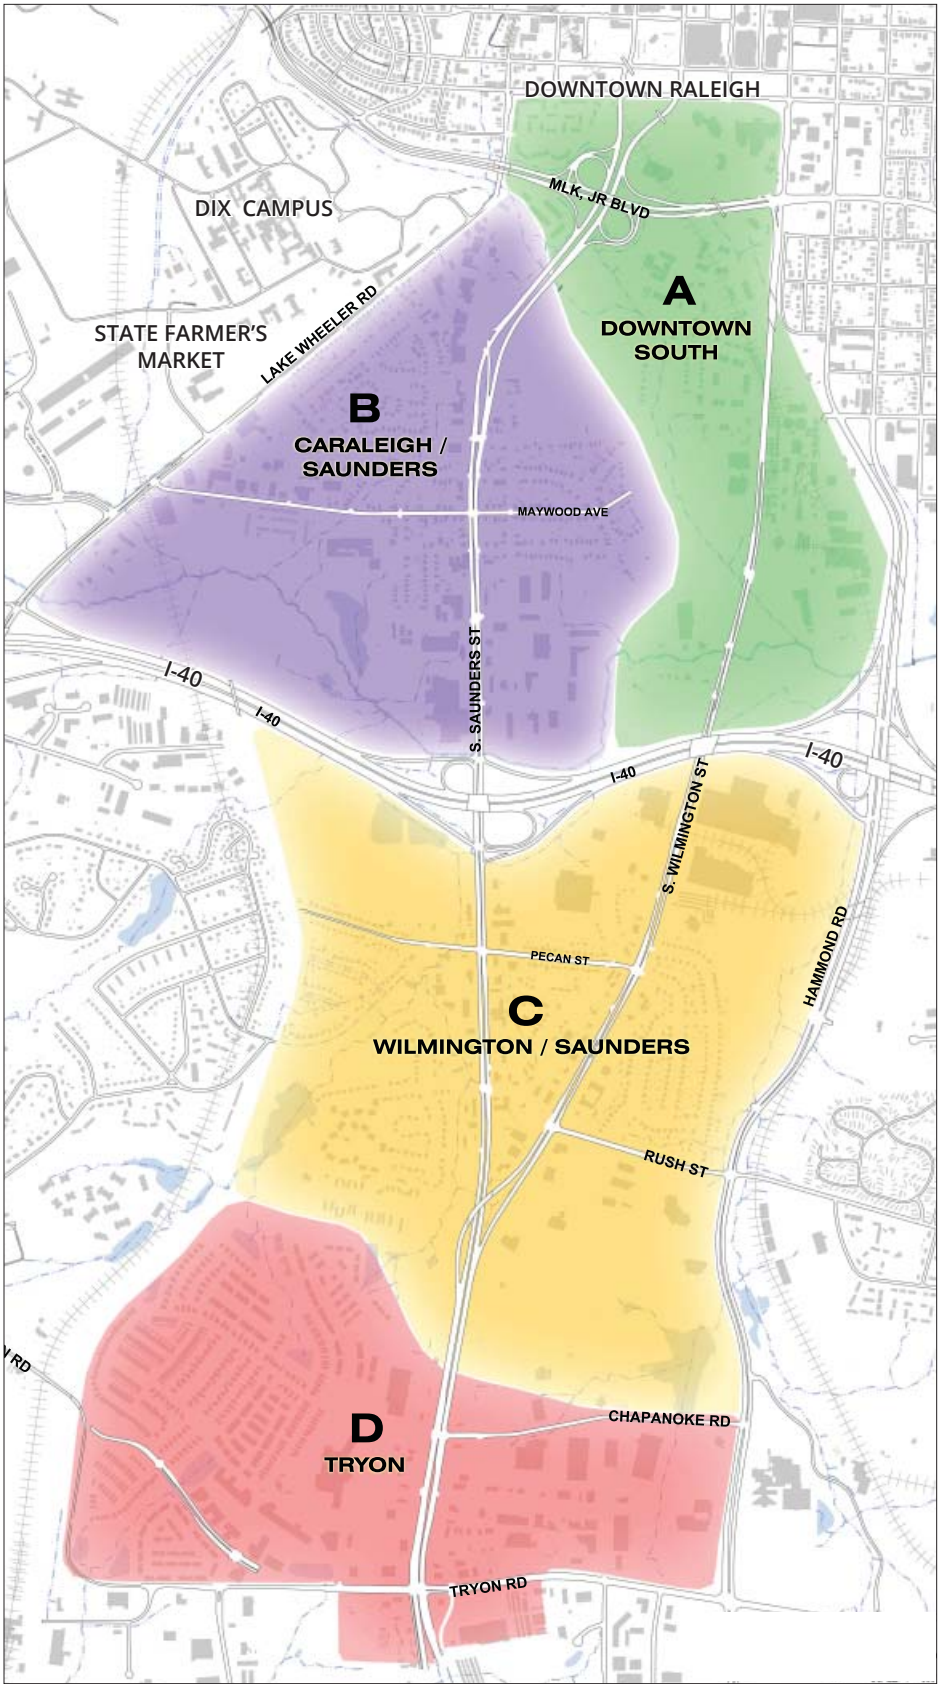 DOWNTOWN RALEIGH
MLK, JR BLVD
DIX CAMPUS
A
DOWNTOWN
SOUTH
LAKE WHEELER RD
STATE FARMER'S
MARKET
B
CARALEIGH /
SAUNDERS
MAYWOOD AVE
S. SAUNDERS ST
I-40
I-40
I-40
I-40
S. WILMINGTON ST
HAMMOND RD
PECAN ST
C
WILMINGTON / SAUNDERS
RUSH ST
N RD
CHAPANOKE RD
D
TRYON
TRYON RD